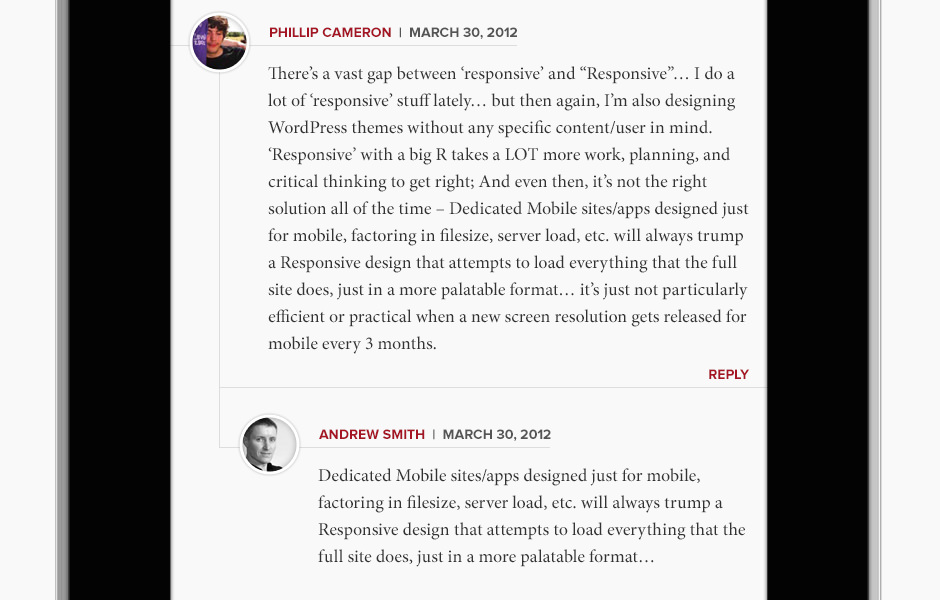 PHILLIP CAMERON | MARCH 30, 2012
There’s a vast gap between ‘responsive’ and “Responsive”… I do a
lot of ‘responsive’ stuff lately… but then again, I’m also designing
WordPress themes without any specific content/user in mind.
‘Responsive’ with a big R takes a LOT more work, planning, and
critical thinking to get right; And even then, it’s not the right
solution all of the time – Dedicated Mobile sites/apps designed just
for mobile, factoring in filesize, server load, etc. will always trump
a Responsive design that attempts to load everything that the full
site does, just in a more palatable format… it’s just not particularly
efficient or practical when a new screen resolution gets released for
mobile every 3 months.
REPLY
ANDREW SMITH | MARCH 30, 2012
Dedicated Mobile sites/apps designed just for mobile,
factoring in filesize, server load, etc. will always trump a
Responsive design that attempts to load everything that the
full site does, just in a more palatable format…